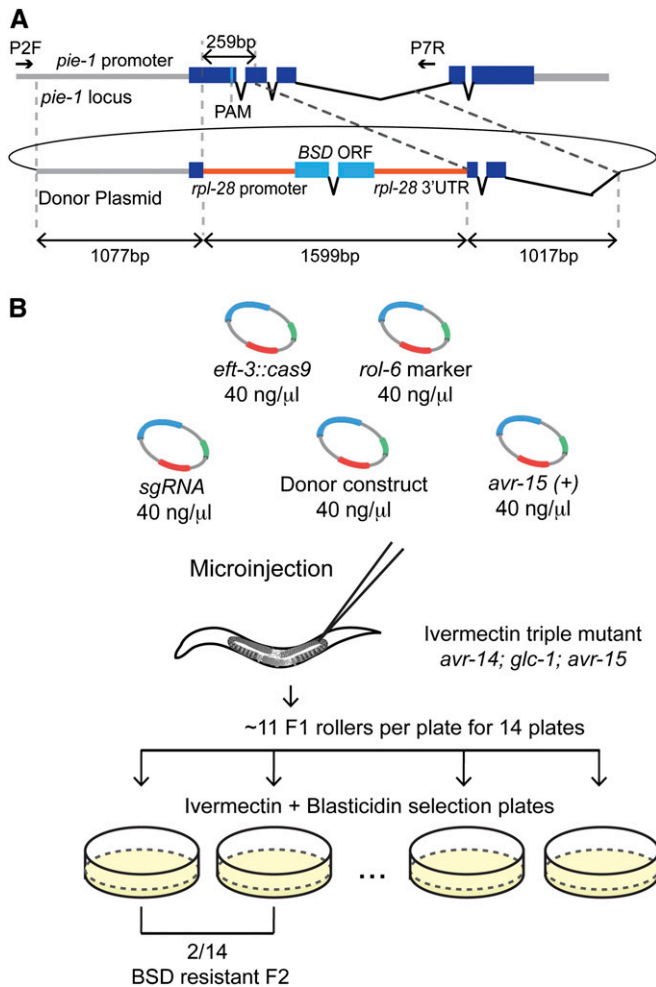 A
P2F
259bp
P7R
pie-1 promoter
pie-1 locus
PAM
BSD ORF
rpl-28 promoter
rpl-28 3'UTR
Donor Plasmid
1077bp
1599bp
1017bp
B
eft-3::cas9
40 ng/μl
rol-6 marker
40 ng/μl
sgRNA
40 ng/μl
Donor construct
40 ng/μl
avr-15 (+)
40 ng/μl
Microinjection
Ivermectin triple mutant
avr-14; glc-1; avr-15
~11 F1 rollers per plate for 14 plates
Ivermectin + Blasticidin selection plates
...
2/14
BSD resistant F2